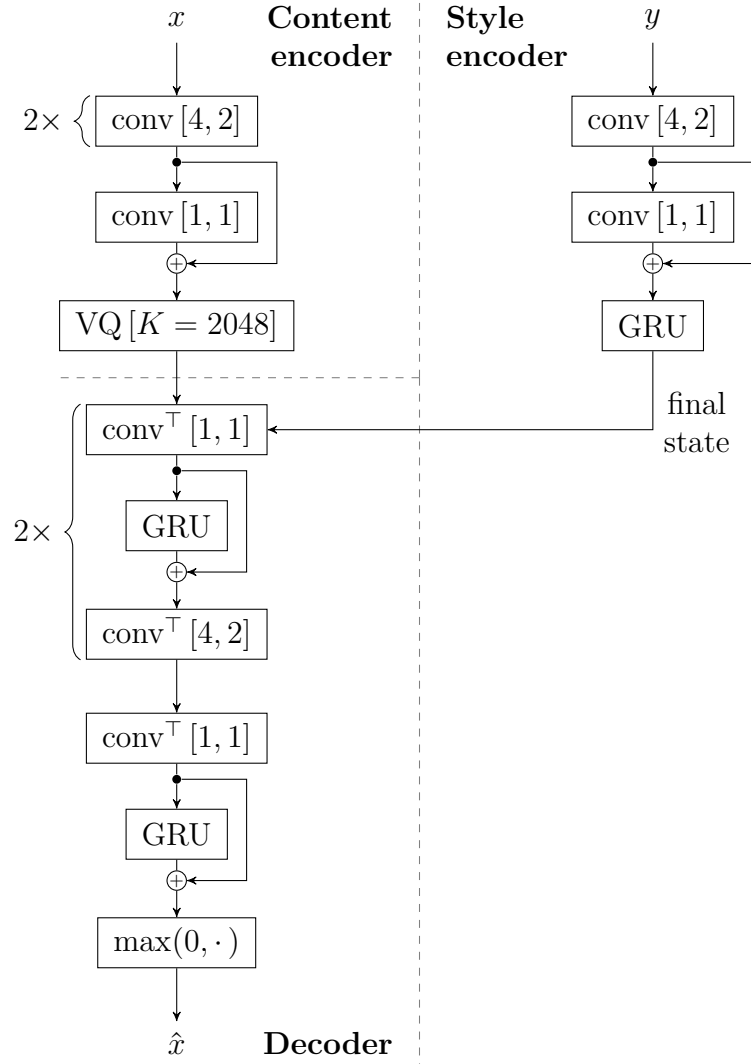 x
Content
encoder
Style
encoder
y
2×
conv [4, 2]
conv [4, 2]
conv [1, 1]
conv [1, 1]
+
+
VQ [K = 2048]
GRU
conv⊤ [1, 1]
final
state
2×
GRU
+
conv⊤ [4, 2]
conv⊤ [1, 1]
GRU
+
max(0, ·)
x̂
Decoder